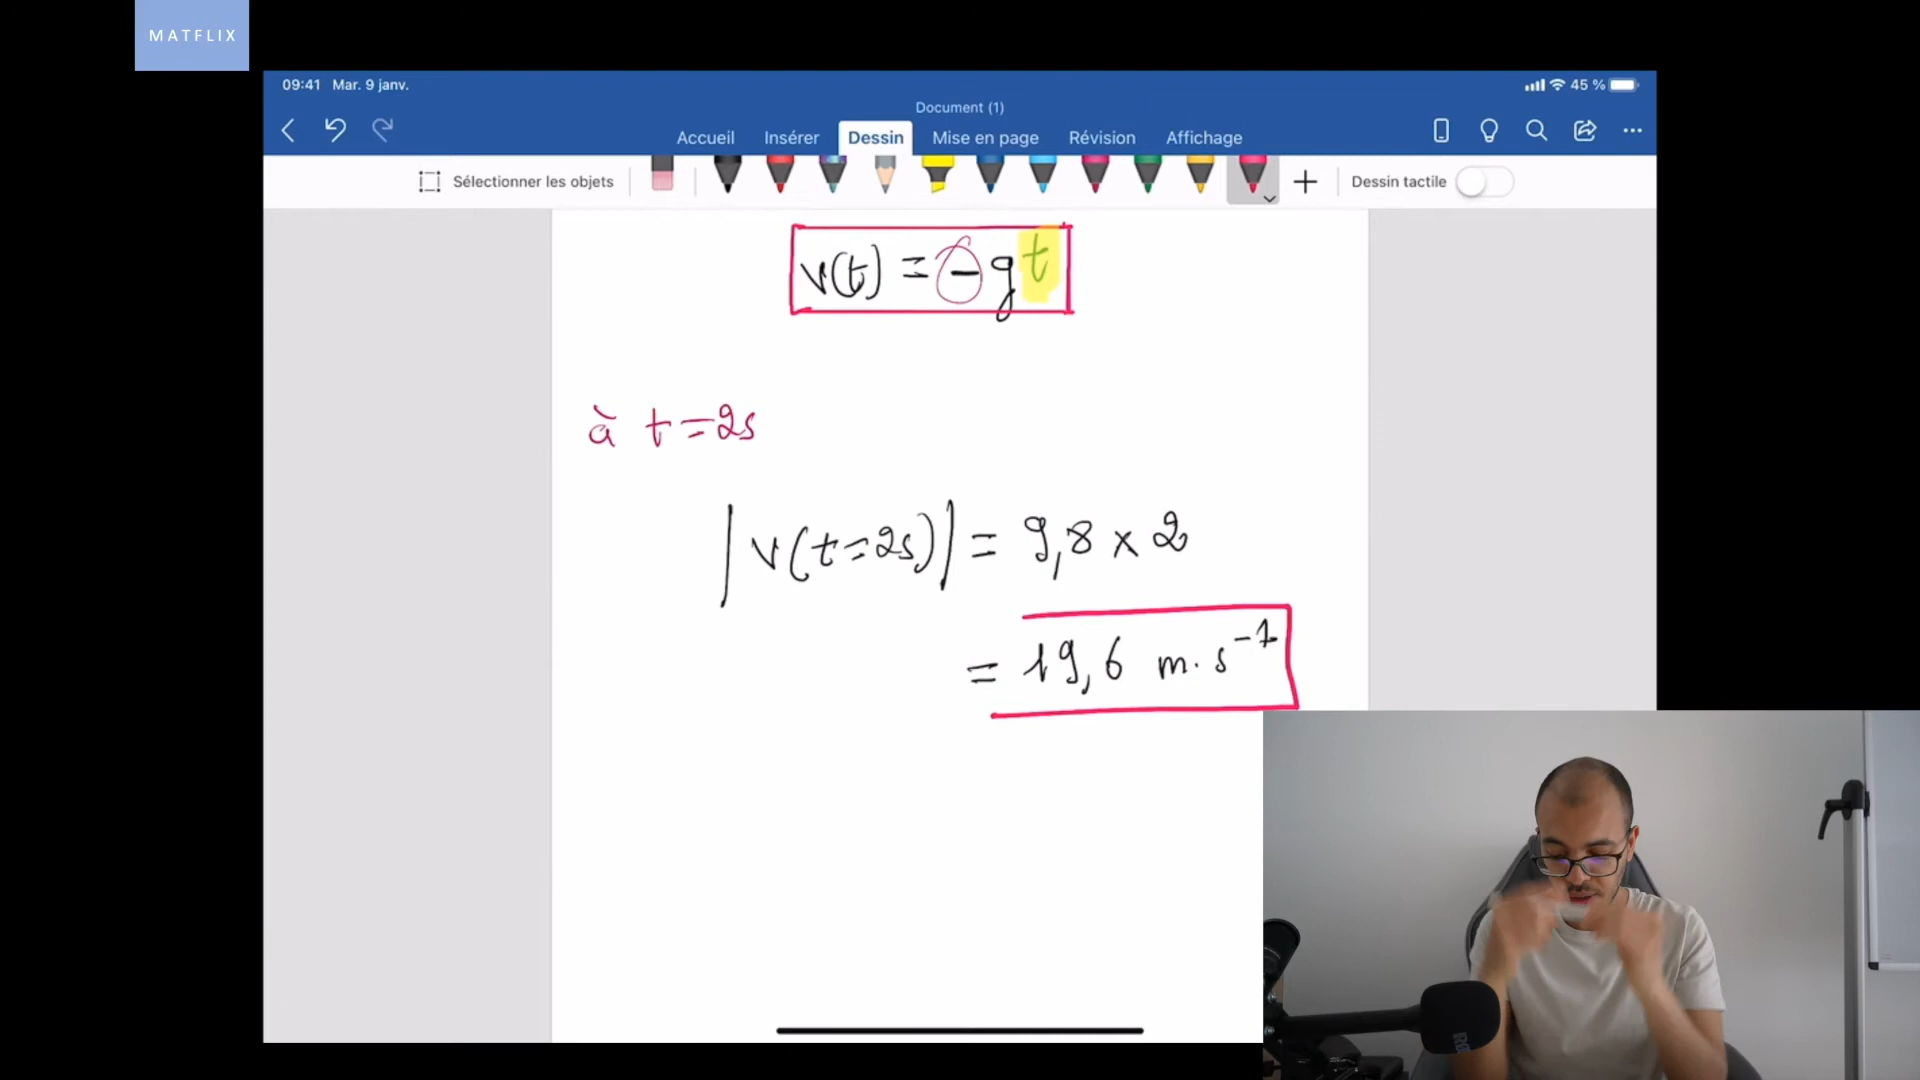 MATFLIX
09:41 Mar. 9 janv.
45 %
Document (1)
Accueil Insérer Dessin Mise en page Révision Affichage
Sélectionner les objets
Dessin tactile
v(t) = -gt
à t=2s
|v(t=2s)| = 9,8 x 2
= 19,6 m.s⁻¹